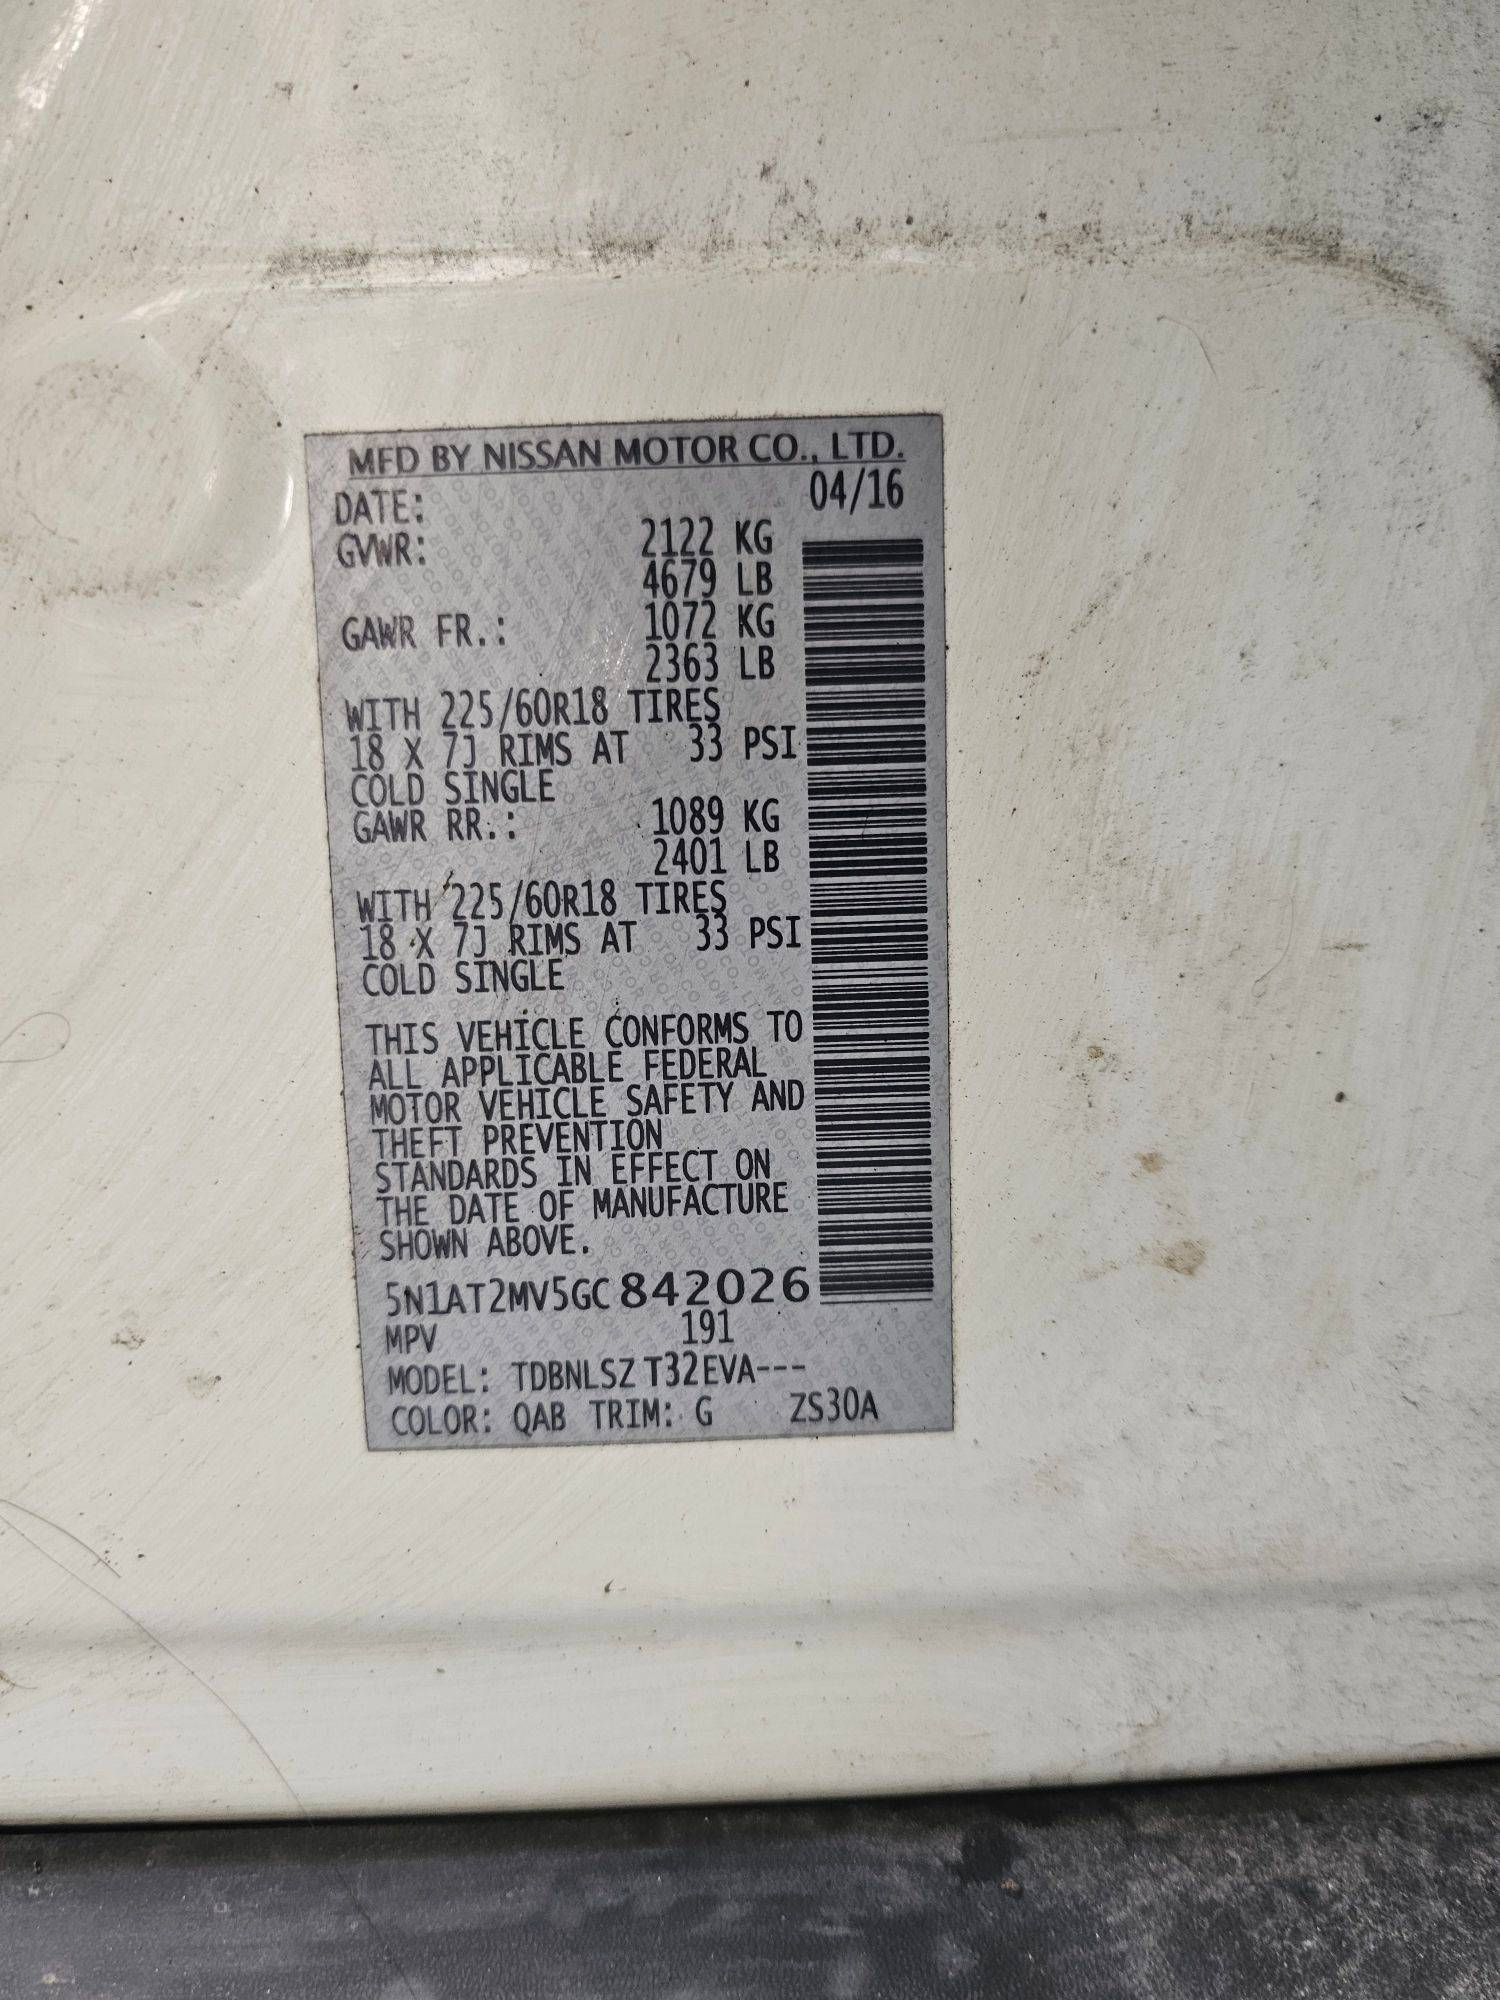 MFD BY NISSAN MOTOR CO., LTD.
DATE: 04/16
GVWR: 2122 KG
4679 LB
GAWR FR.: 1072 KG
2363 LB
WITH 225/60R18 TIRES
18 X 7J RIMS AT 33 PSI
COLD SINGLE
GAWR RR.: 1089 KG
2401 LB
WITH 225/60R18 TIRES
18 X 7J RIMS AT 33 PSI
COLD SINGLE
THIS VEHICLE CONFORMS TO
ALL APPLICABLE FEDERAL
MOTOR VEHICLE SAFETY AND
THEFT PREVENTION
STANDARDS IN EFFECT ON
THE DATE OF MANUFACTURE
SHOWN ABOVE.
5N1AT2MV5GC842026
MPV 191
MODEL: TDBNLSZ T32EVA---
COLOR: QAB TRIM: G ZS30A